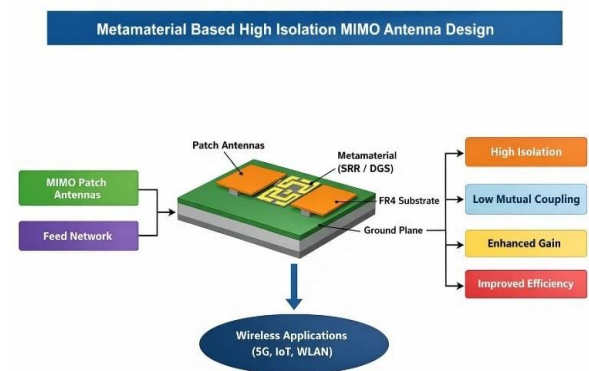 Metamaterial Based High Isolation MIMO Antenna Design
Patch Antennas
Metamaterial
(SRR / DGS)
MIMO Patch
Antennas
Feed Network
FR4 Substrate
Ground Plane
High Isolation
Low Mutual Coupling
Enhanced Gain
Improved Efficiency
Wireless Applications
(5G, IoT, WLAN)